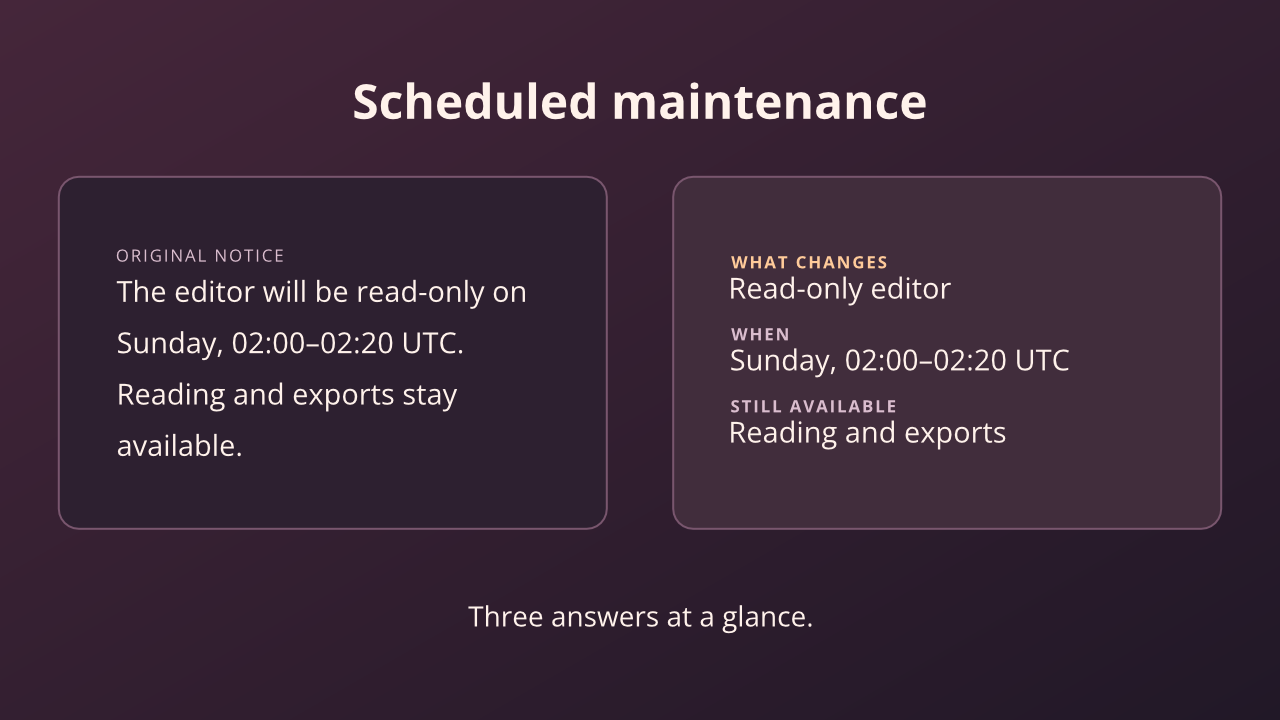 Scheduled maintenance
ORIGINAL NOTICE
The editor will be read-only on
Sunday, 02:00–02:20 UTC.
Reading and exports stay
available.
WHAT CHANGES
Read-only editor
WHEN
Sunday, 02:00–02:20 UTC
STILL AVAILABLE
Reading and exports
Three answers at a glance.